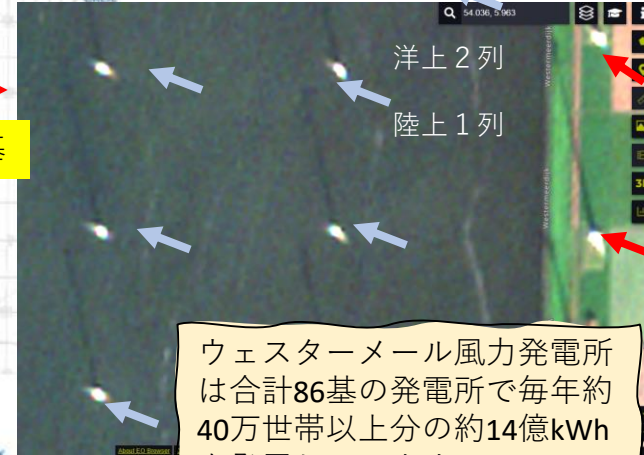 54.036, 5.963
洋上２列
陸上１列
Westermeerdijk
Westermeerdijk
3D
ウェスターメール風力発電所
は合計86基の発電所で毎年約
40万世帯以上分の約14億kWh
About EO Browser